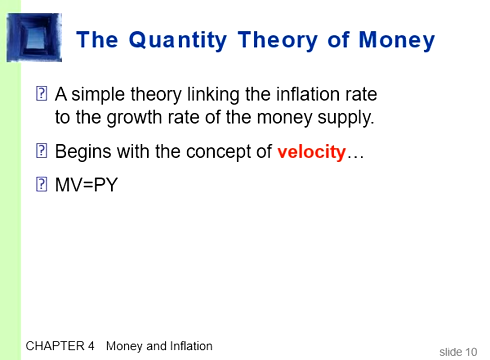 The Quantity Theory of Money
A simple theory linking the inflation rate
to the growth rate of the money supply.
Begins with the concept of velocity…
MV=PY
CHAPTER 4 Money and Inflation
slide 10